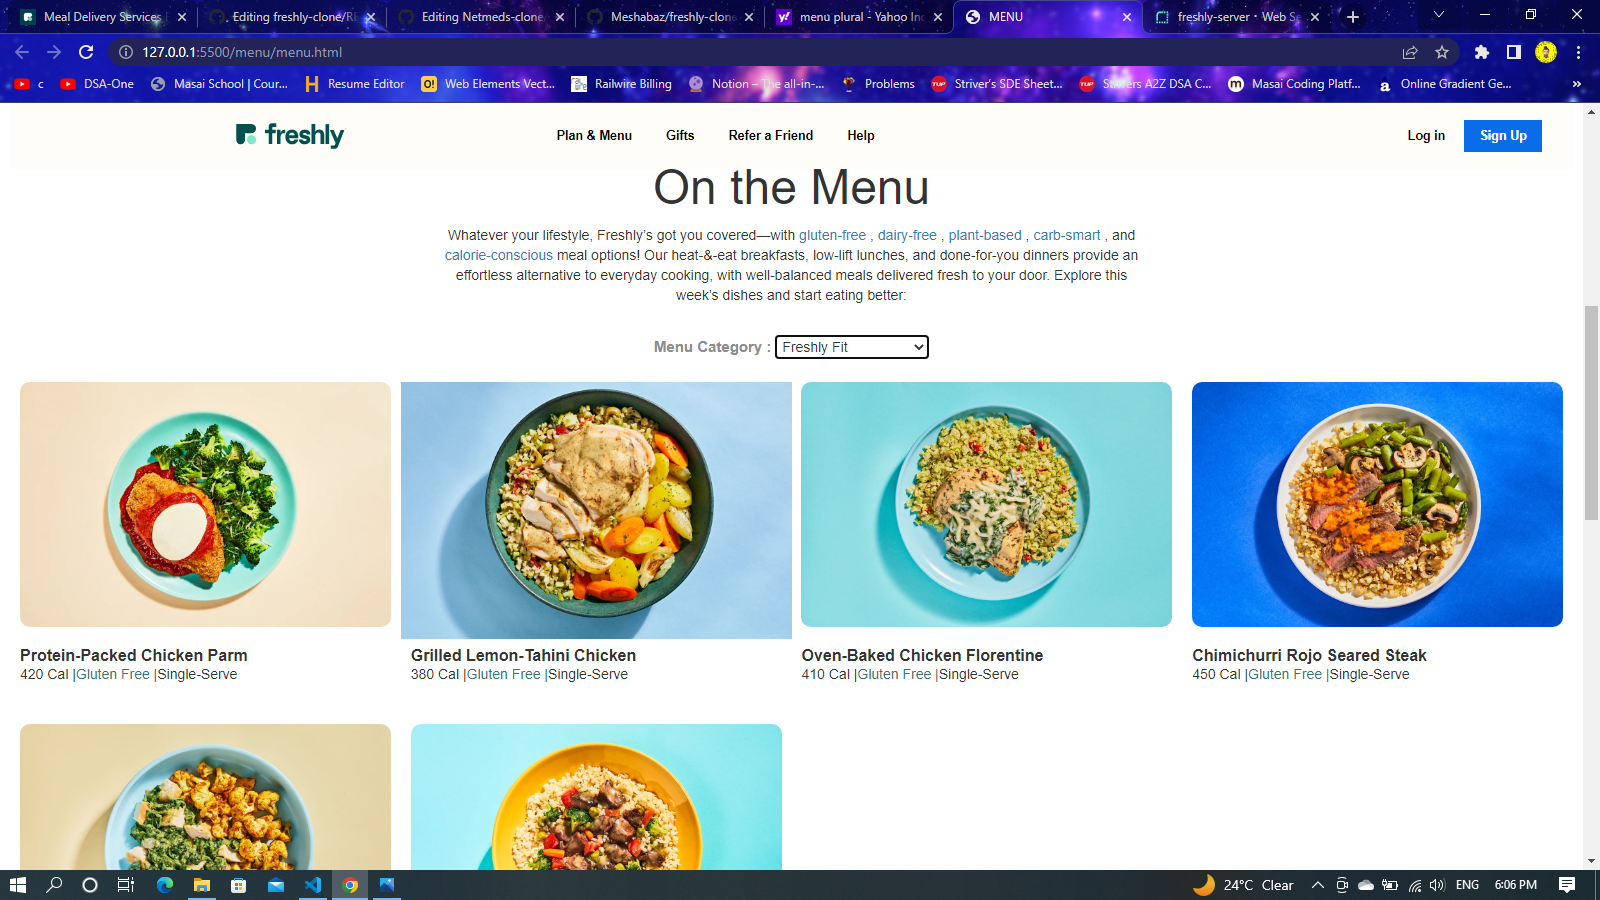 Meal Delivery Services
Editing freshly-clone/RE
Editing Netmeds-clone
Meshabaz/freshly-clone
menu plural - Yahoo Inc
MENU
freshly-server · Web Se
127.0.0.1:5500/menu/menu.html
c
DSA-One
Masai School | Cour...
Resume Editor
Web Elements Vect...
Railwire Billing
Notion – The all-in-...
Problems
Striver's SDE Sheet...
Strivers A2Z DSA C...
Masai Coding Platf...
Online Gradient Ge...
freshly
Plan & Menu
Gifts
Refer a Friend
Help
Log in
Sign Up
On the Menu
Whatever your lifestyle, Freshly's got you covered—with gluten-free , dairy-free , plant-based , carb-smart , and
calorie-conscious meal options! Our heat-&-eat breakfasts, low-lift lunches, and done-for-you dinners provide an
effortless alternative to everyday cooking, with well-balanced meals delivered fresh to your door. Explore this
week's dishes and start eating better:
Menu Category : Freshly Fit
Protein-Packed Chicken Parm
420 Cal |Gluten Free |Single-Serve
Grilled Lemon-Tahini Chicken
380 Cal |Gluten Free |Single-Serve
Oven-Baked Chicken Florentine
410 Cal |Gluten Free |Single-Serve
Chimichurri Rojo Seared Steak
450 Cal |Gluten Free |Single-Serve
24°C Clear
ENG
6:06 PM